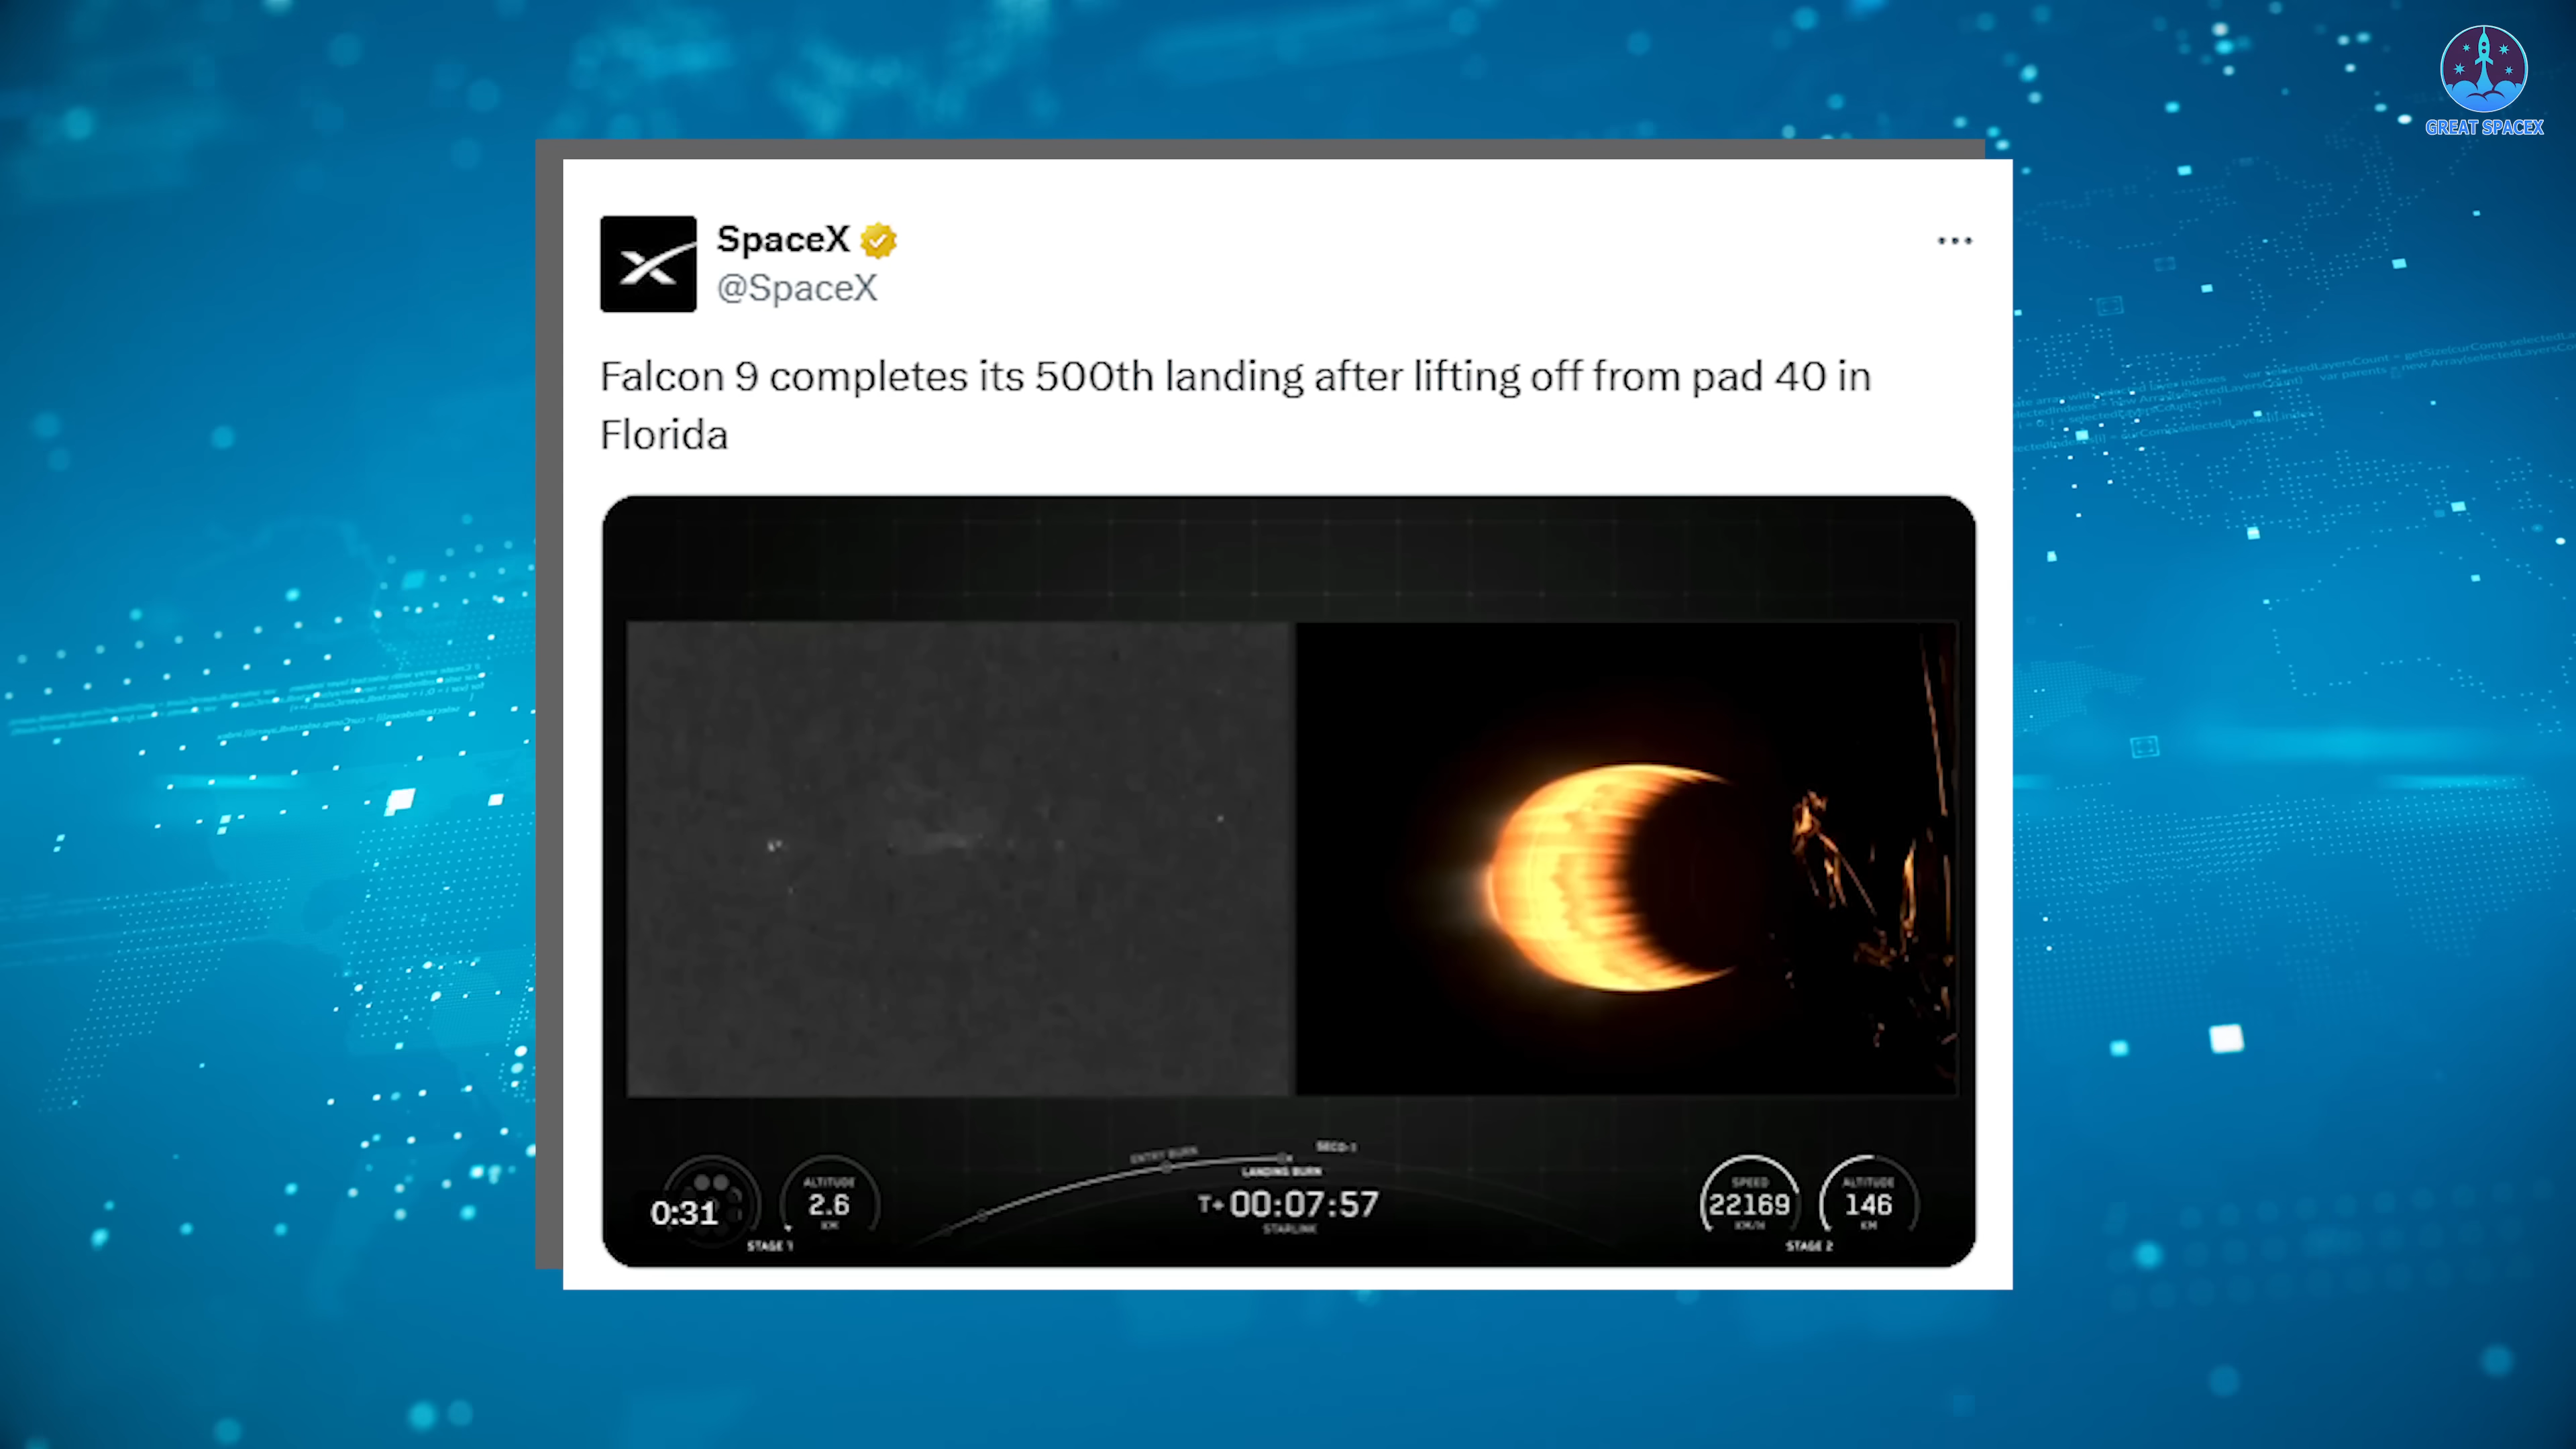 GREAT SPACEX
SpaceX
@SpaceX
Falcon 9 completes its 500th landing after lifting off from pad 40 in
Florida
ENTRY BURN
SECO-1
LANDING BURN
0:31
ALTITUDE
2.6
KM
STAGE 1
T+ 00:07:57
STARLINK
SPEED
22169
KM/H
ALTITUDE
146
KM
STAGE 2